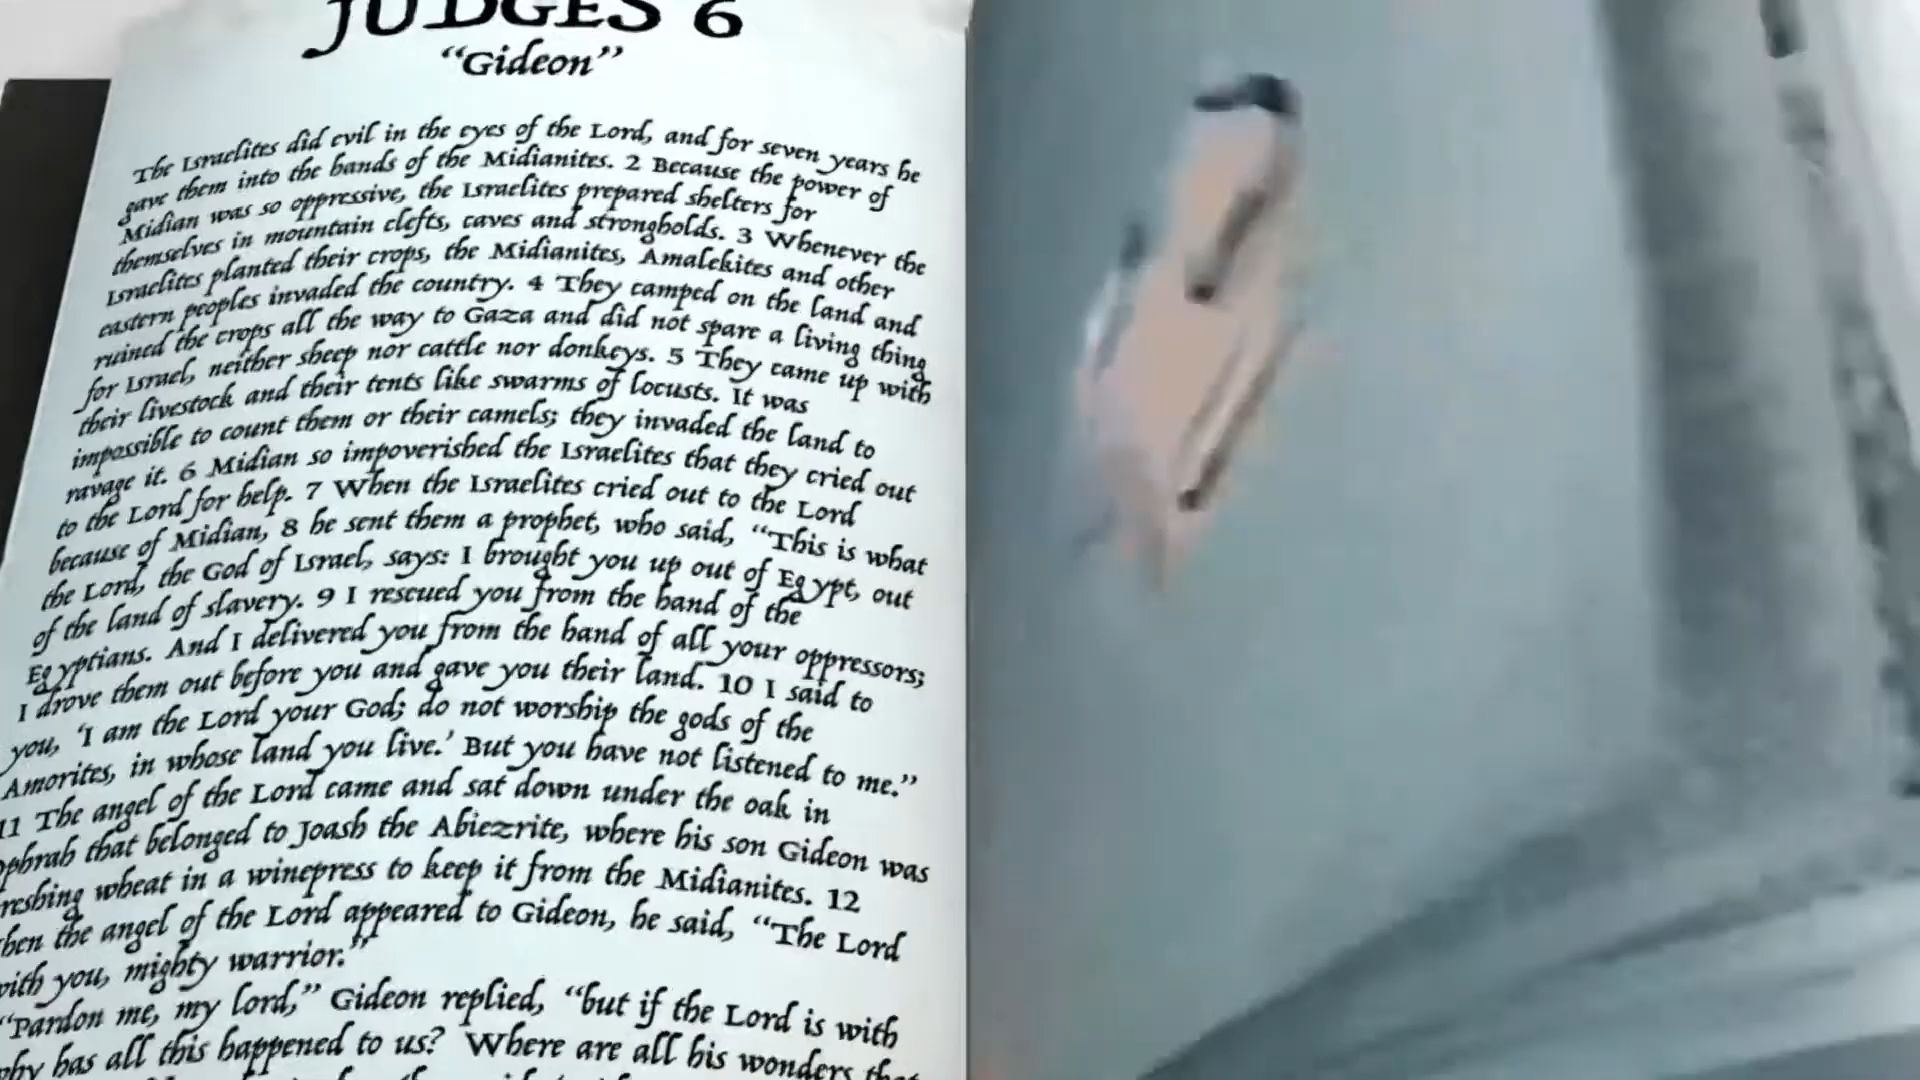 JUDGES 6
“Gideon”
The Israelites did evil in the eyes of the Lord, and for seven years he
gave them into the hands of the Midianites. 2 Because the power of
Midian was so oppressive, the Israelites prepared shelters for
themselves in mountain clefts, caves and strongholds. 3 Whenever the
Israelites planted their crops, the Midianites, Amalekites and other
eastern peoples invaded the country. 4 They camped on the land and
ruined the crops all the way to Gaza and did not spare a living thing
for Israel, neither sheep nor cattle nor donkeys. 5 They came up with
their livestock and their tents like swarms of locusts. It was
impossible to count them or their camels; they invaded the land to
ravage it. 6 Midian so impoverished the Israelites that they cried out
to the Lord for help. 7 When the Israelites cried out to the Lord
because of Midian, 8 he sent them a prophet, who said, “This is what
the Lord, the God of Israel, says: I brought you up out of Egypt, out
of the land of slavery. 9 I rescued you from the hand of the
Egyptians. And I delivered you from the hand of all your oppressors;
I drove them out before you and gave you their land. 10 I said to
you, ‘I am the Lord your God; do not worship the gods of the
Amorites, in whose land you live.’ But you have not listened to me.”
11 The angel of the Lord came and sat down under the oak in
ophrah that belonged to Joash the Abiezrite, where his son Gideon was
reshing wheat in a winepress to keep it from the Midianites. 12
hen the angel of the Lord appeared to Gideon, he said, “The Lord
with you, mighty warrior.”
“Pardon me, my lord,” Gideon replied, “but if the Lord is with
why has all this happened to us? Where are all his wonders that